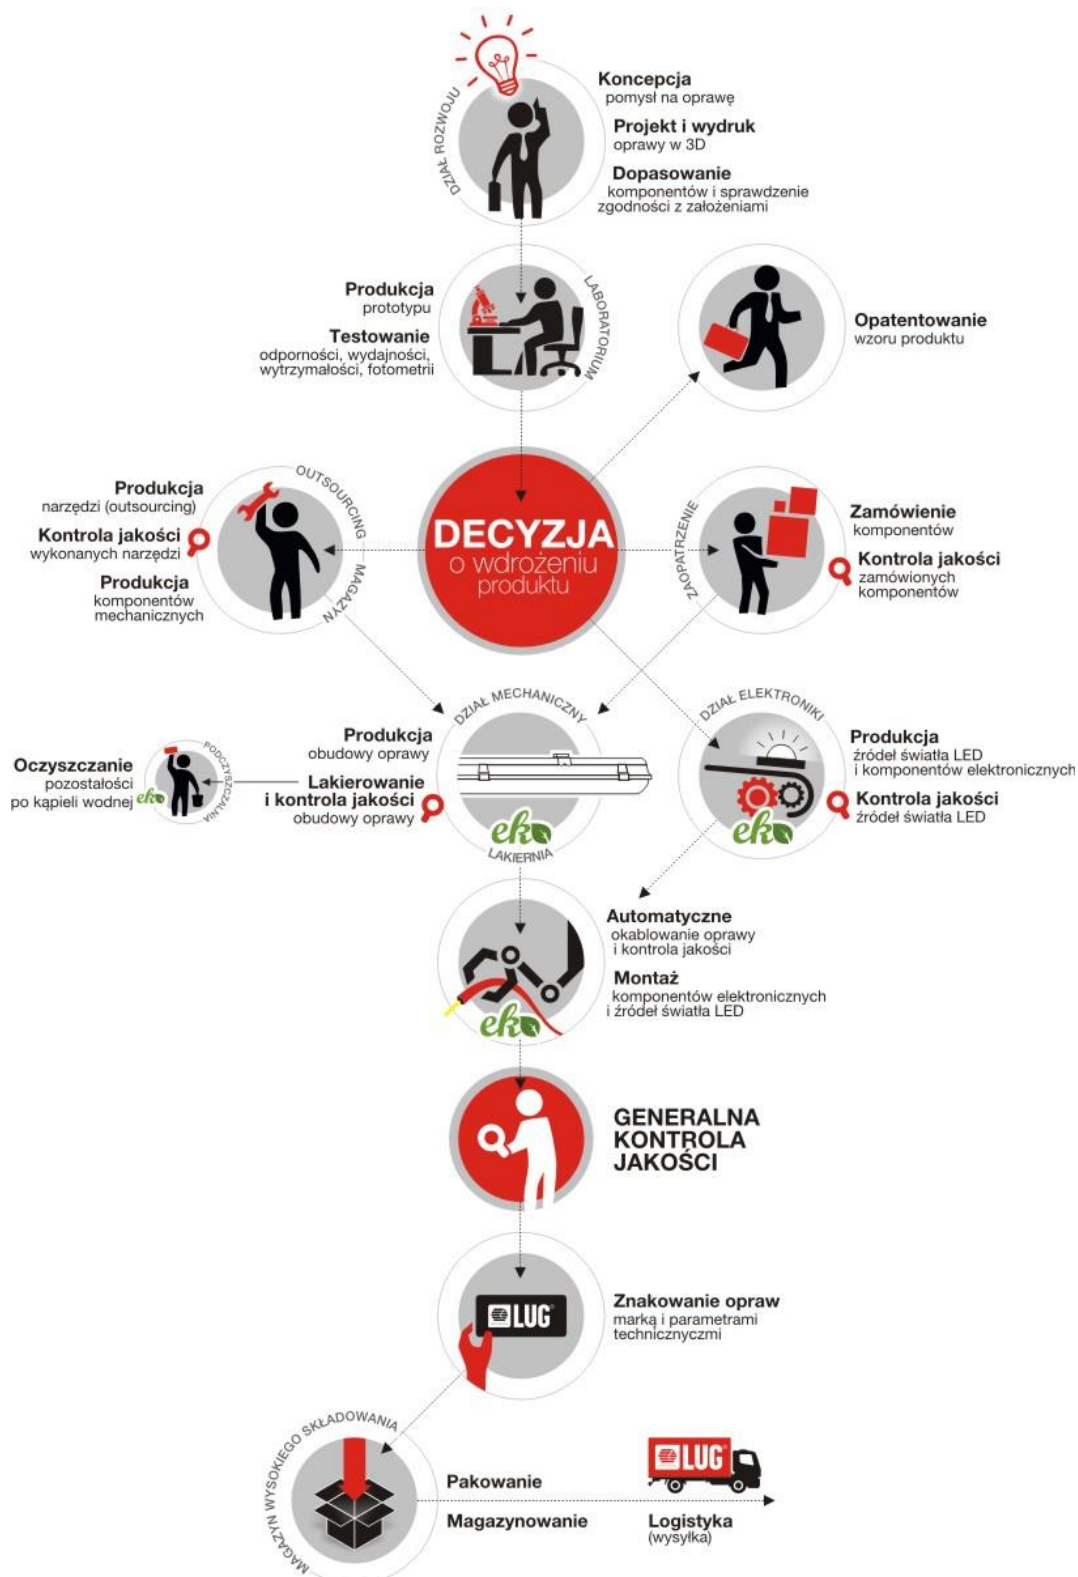 DZIAŁ ROZWOJU
Koncepcja
pomysł na oprawę
Projekt i wydruk
oprawy w 3D
Dopasowanie
komponentów i sprawdzenie
zgodności z założeniami
Produkcja
prototypu
Testowanie
odporności, wydajności,
wytrzymałości, fotometrii
LABORATORIUM
Opatentowanie
wzoru produktu
Produkcja
narzędzi (outsourcing)
Kontrola jakości
wykonanych narzędzi
Produkcja
komponentów
mechanicznych
OUTSOURCING
MAGAZYN
DECYZJA
o wdrożeniu
produktu
ZAOPATRZENIE
Zamówienie
komponentów
Kontrola jakości
zamówionych
komponentów
Oczyszczanie
pozostałości
po kąpieli wodnej
eko
PODCZYSZCZALNIA
Produkcja
obudowy oprawy
Lakierowanie
i kontrola jakości
obudowy oprawy
DZIAŁ MECHANICZNY
eko
LAKIERNIA
DZIAŁ ELEKTRONIKI
eko
Produkcja
źródeł światła LED
i komponentów elektronicznych
Kontrola jakości
źródeł światła LED
eko
Automatyczne
okablowanie oprawy
i kontrola jakości
Montaż
komponentów elektronicznych
i źródeł światła LED
GENERALNA
KONTROLA
JAKOŚCI
LUG
Znakowanie opraw
marką i parametrami
technicznyczmi
MAGAZYN WYSOKIEGO SKŁADOWANIA
Pakowanie
Magazynowanie
LUG
Logistyka
(wysyłka)